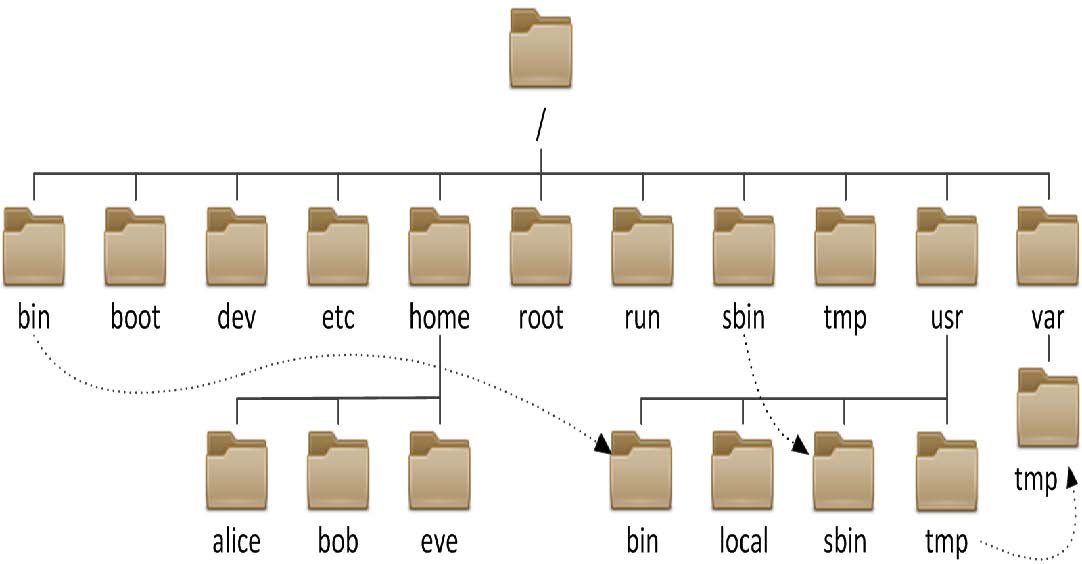 /
bin boot dev etc home root run sbin tmp usr var
tmp
alice bob eve bin local sbin tmp